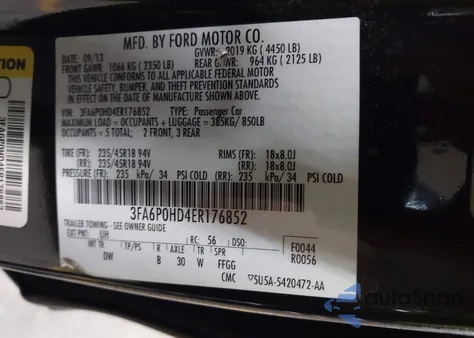 MFD. BY FORD MOTOR CO.
DATE: 09/13 GVWR: 2019 KG ( 4450 LB)
FRONT GAWR: 1066 KG ( 2350 LB) REAR GAWR: 964 KG ( 2125 LB)
THIS VEHICLE CONFORMS TO ALL APPLICABLE FEDERAL MOTOR
VEHICLE SAFETY, BUMPER, AND THEFT PREVENTION STANDARDS
IN EFFECT ON THE DATE OF MANUFACTURE SHOWN ABOVE.
VIN: 3FA6P0HD4ER176852 TYPE: Passenger Car
MAXIMUM LOAD = OCCUPANTS + LUGGAGE = 385KG/ 850LB
OCCUPANTS = 5 TOTAL; 2 FRONT, 3 REAR
TIRE (FR): 235/45R18 94V RIMS (FR): 18x8.0J
(RR): 235/45R18 94V (RR): 18x8.0J
PRESSURE (FR): 235 kPa/ 34 PSI COLD (RR): 235 kPa/ 34 PSI COLD
3FA6P0HD4ER176852
TRAILER TOWING - SEE OWNER GUIDE
EXT PNT: UH RC: 56 DSO: F0044
R0056
INT TR TP/PS R AXLE TR SPR
DW B 30 W FFGG
CMC ▽5U5A-5420472-AA
AutoSnap